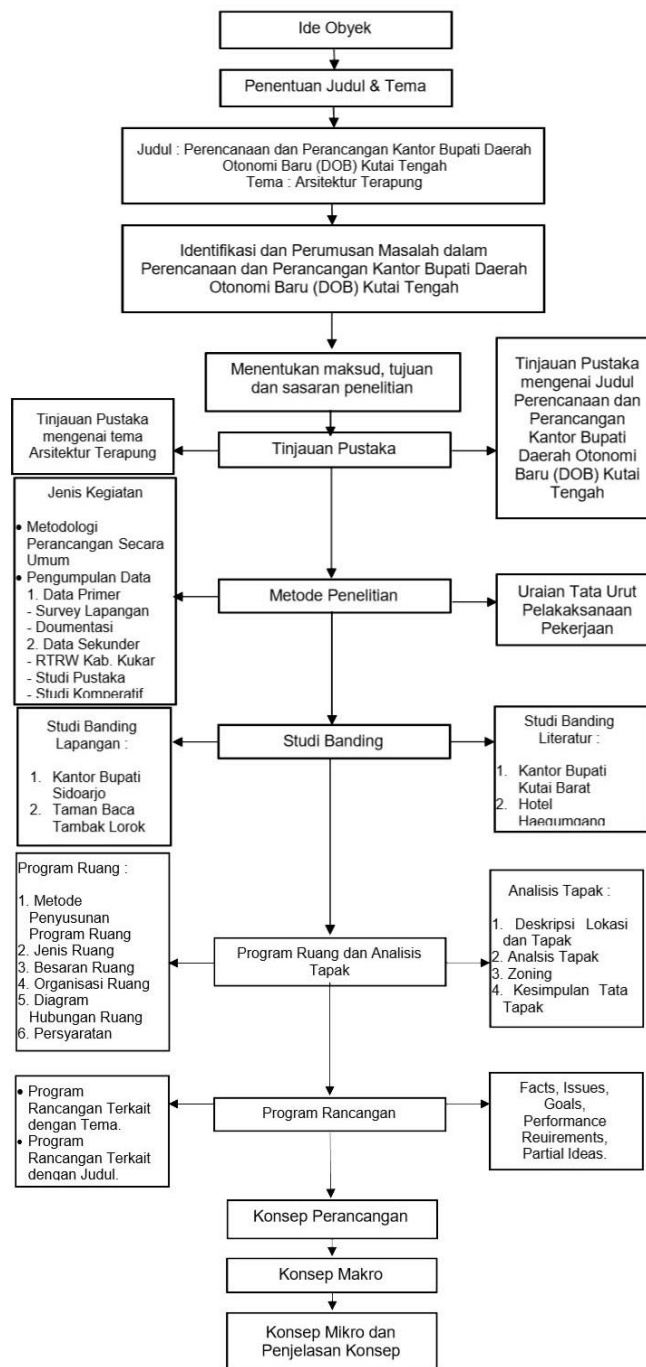 Ide Obyek
Penentuan Judul & Tema
Judul : Perencanaan dan Perancangan Kantor Bupati Daerah
Otonomi Baru (DOB) Kutai Tengah
Tema : Arsitektur Terapung
Identifikasi dan Perumusan Masalah dalam
Perencanaan dan Perancangan Kantor Bupati Daerah
Otonomi Baru (DOB) Kutai Tengah
Menentukan maksud, tujuan
dan sasaran penelitian
Tinjauan Pustaka
mengenai tema
Arsitektur Terapung
Tinjauan Pustaka
Tinjauan Pustaka
mengenai Judul
Perencanaan dan
Perancangan
Kantor Bupati
Daerah Otonomi
Baru (DOB) Kutai
Tengah
Jenis Kegiatan
• Metodologi
Perancangan Secara
Umum
• Pengumpulan Data
1. Data Primer
- Survey Lapangan
- Doumentasi
2. Data Sekunder
- RTRW Kab. Kukar
- Studi Pustaka
- Studi Komperatif
Metode Penelitian
Uraian Tata Urut
Pelakaksanaan
Pekerjaan
Studi Banding
Lapangan :
1. Kantor Bupati
Sidoarjo
2. Taman Baca
Tambak Lorok
Studi Banding
Studi Banding
Literatur :
1. Kantor Bupati
Kutai Barat
2. Hotel
Haegumgang
Program Ruang :
1. Metode
Penyusunan
Program Ruang
2. Jenis Ruang
3. Besaran Ruang
4. Organisasi Ruang
5. Diagram
Hubungan Ruang
6. Persyaratan
Program Ruang dan Analisis
Tapak
Analisis Tapak :
1. Deskripsi Lokasi
dan Tapak
2. Analsis Tapak
3. Zoning
4. Kesimpulan Tata
Tapak
• Program
Rancangan Terkait
dengan Tema.
• Program
Rancangan Terkait
dengan Judul.
Program Rancangan
Facts, Issues,
Goals,
Performance
Reuirements,
Partial Ideas.
Konsep Perancangan
Konsep Makro
Konsep Mikro dan
Penjelasan Konsep